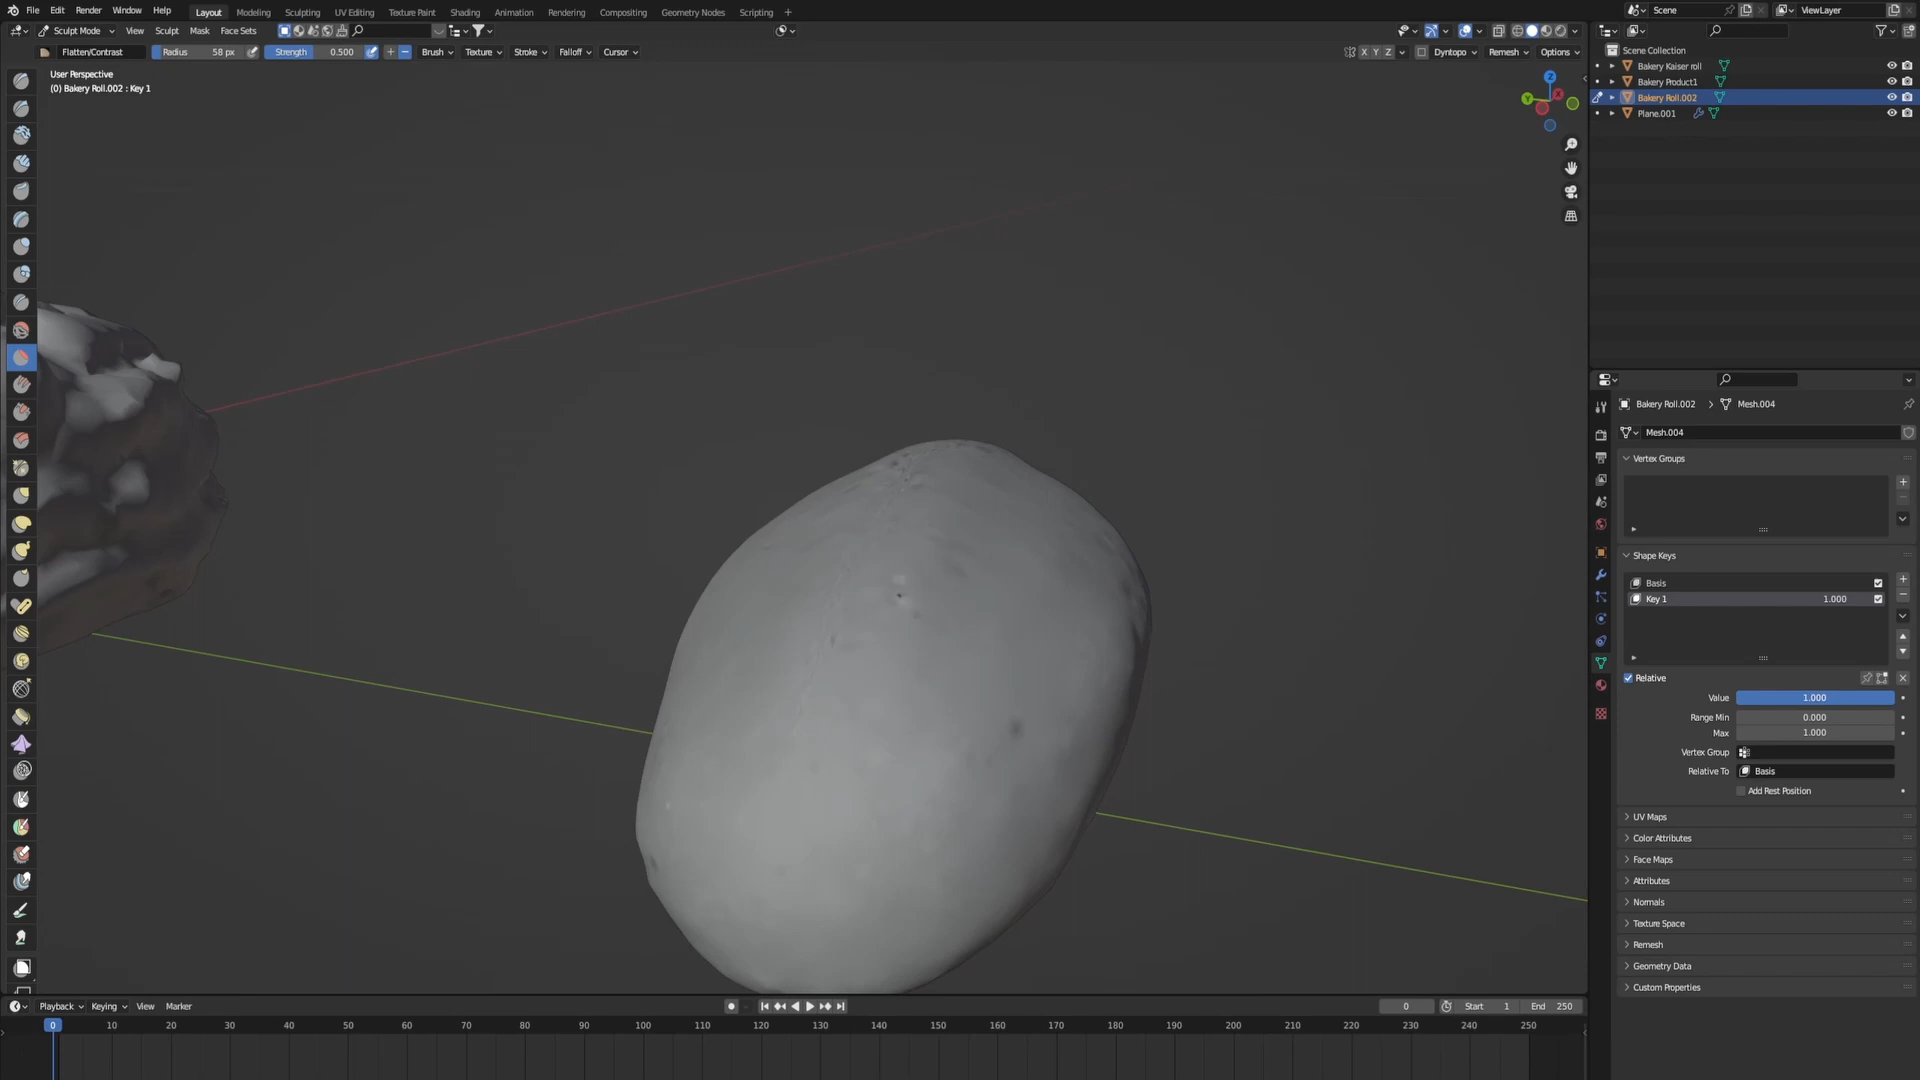 File Edit Render Window Help Layout Modeling Sculpting UV Editing Texture Paint Shading Animation Rendering Compositing Geometry Nodes Scripting + Scene ViewLayer
Sculpt Mode View Sculpt Mask Face Sets
Flatten/Contrast Radius 58 px Strength 0.500 Brush Texture Stroke Falloff Cursor X Y Z Dyntopo Remesh Options
User Perspective
(0) Bakery Roll.002 : Key 1
Z
Y
X
Scene Collection
Bakery Kaiser roll
Bakery Product1
Bakery Roll.002
Plane.001
Bakery Roll.002 > Mesh.004
Mesh.004
Vertex Groups
Shape Keys
Basis
Key 1 1.000
Relative
Value 1.000
Range Min 0.000
Max 1.000
Vertex Group
Relative To Basis
Add Rest Position
UV Maps
Color Attributes
Face Maps
Attributes
Normals
Texture Space
Remesh
Geometry Data
Custom Properties
Playback Keying View Marker 0 Start 1 End 250
0 10 20 30 40 50 60 70 80 90 100 110 120 130 140 150 160 170 180 190 200 210 220 230 240 250